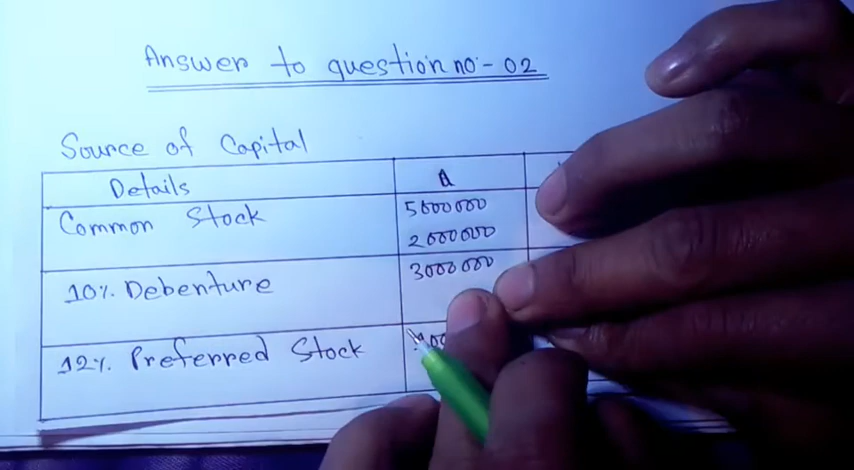 Answer to question no - 02
Source of Capital
Details A
Common Stock 5000000
2000000
10% Debenture 3000000
12% Preferred Stock